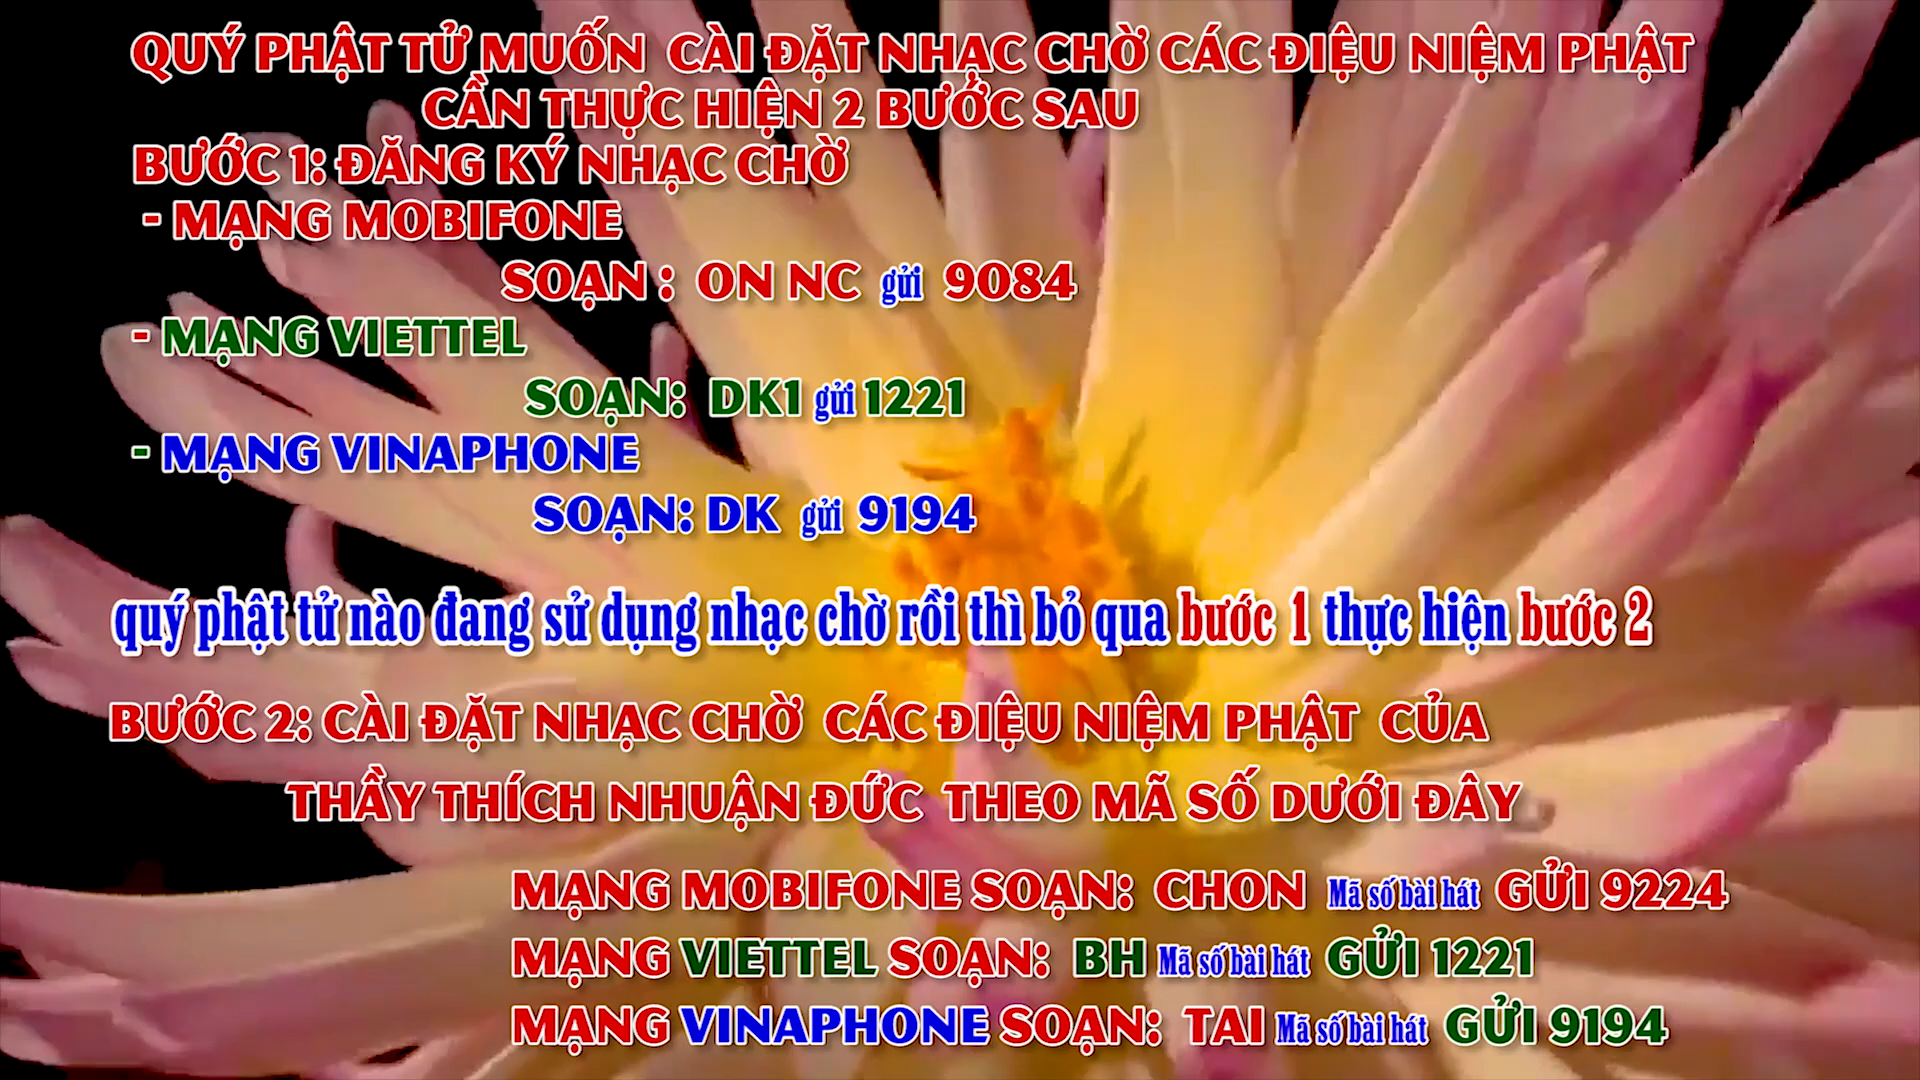 QUÝ PHẬT TỬ MUỐN CÀI ĐẶT NHẠC CHỜ CÁC ĐIỆU NIỆM PHẬT
CẦN THỰC HIỆN 2 BƯỚC SAU
BƯỚC 1: ĐĂNG KÝ NHẠC CHỜ
- MẠNG MOBIFONE
SOẠN : ON NC gửi 9084
- MẠNG VIETTEL
SOẠN: DK1 gửi 1221
- MẠNG VINAPHONE
SOẠN: DK gửi 9194
quý phật tử nào đang sử dụng nhạc chờ rồi thì bỏ qua bước 1 thực hiện bước 2
BƯỚC 2: CÀI ĐẶT NHẠC CHỜ CÁC ĐIỆU NIỆM PHẬT CỦA
THẦY THÍCH NHUẬN ĐỨC THEO MÃ SỐ DƯỚI ĐÂY
MẠNG MOBIFONE SOẠN: CHON Mã số bài hát GỬI 9224
MẠNG VIETTEL SOẠN: BH Mã số bài hát GỬI 1221
MẠNG VINAPHONE SOẠN: TAI Mã số bài hát GỬI 9194